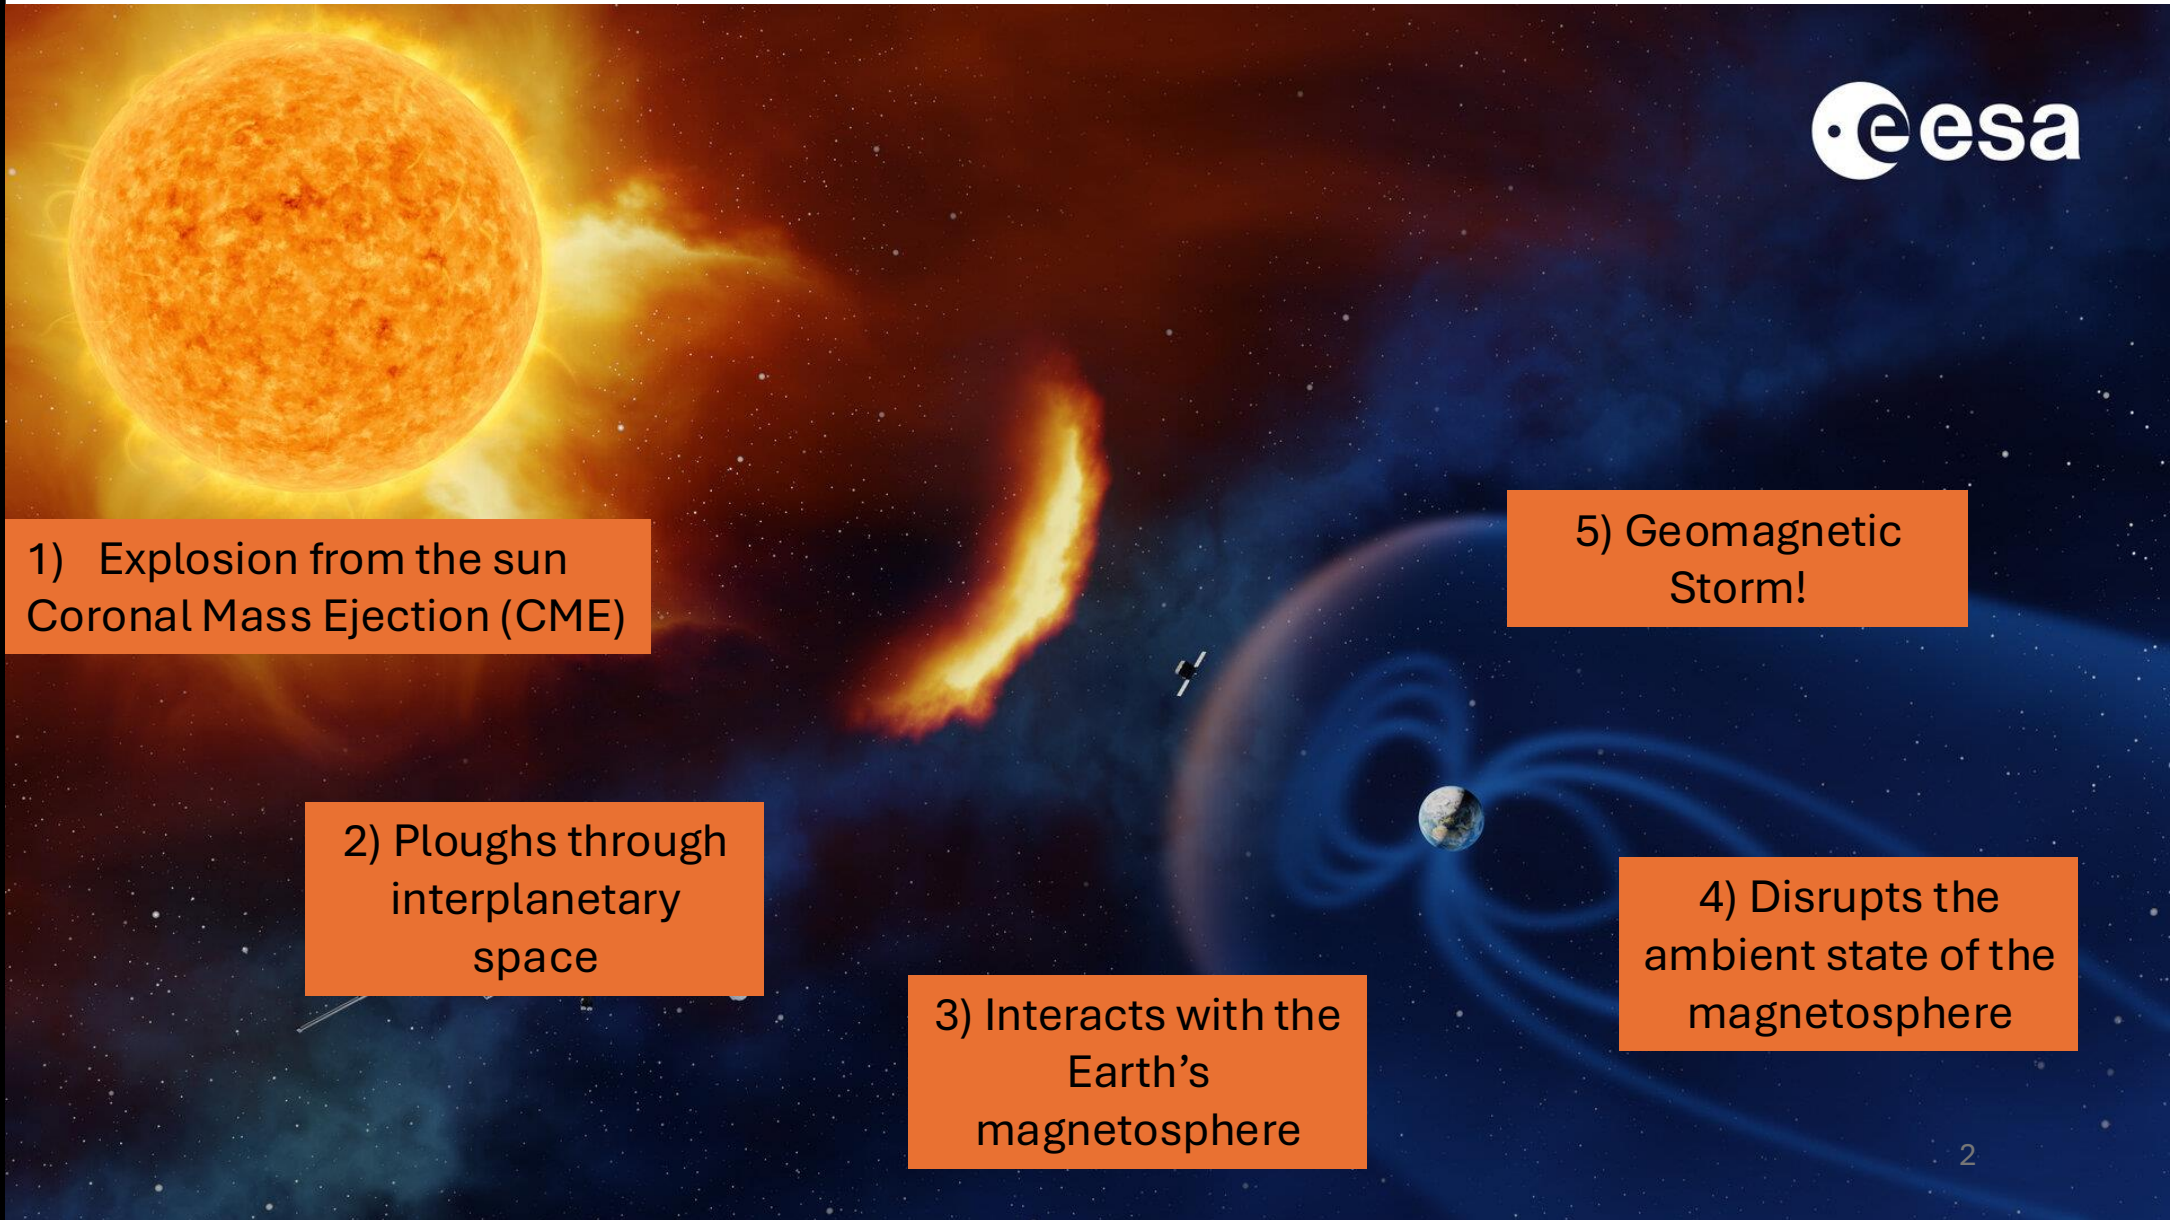 esa
1) Explosion from the sun
Coronal Mass Ejection (CME)
5) Geomagnetic
Storm!
2) Ploughs through
interplanetary
space
4) Disrupts the
ambient state of the
magnetosphere
3) Interacts with the
Earth’s
magnetosphere
2